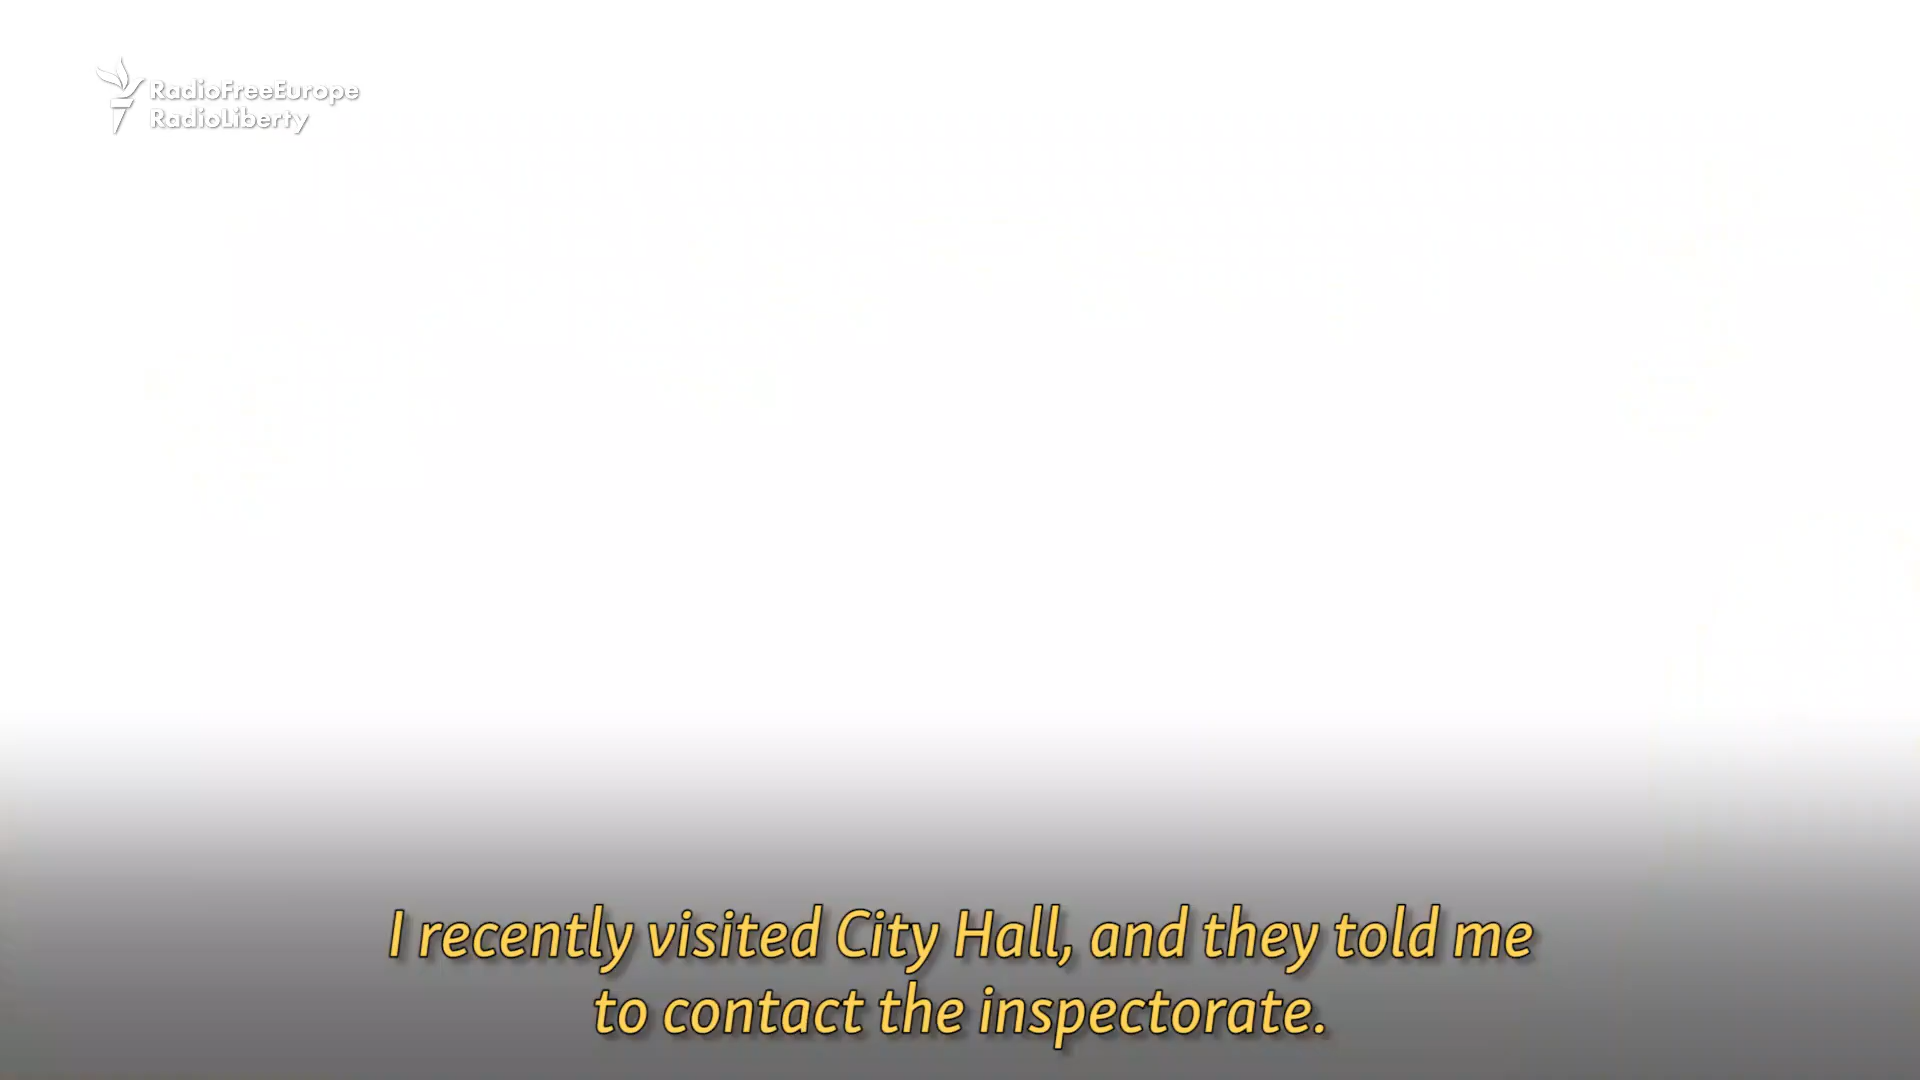 RadioFreeEurope
RadioLiberty
I recently visited City Hall, and they told me
to contact the inspectorate.